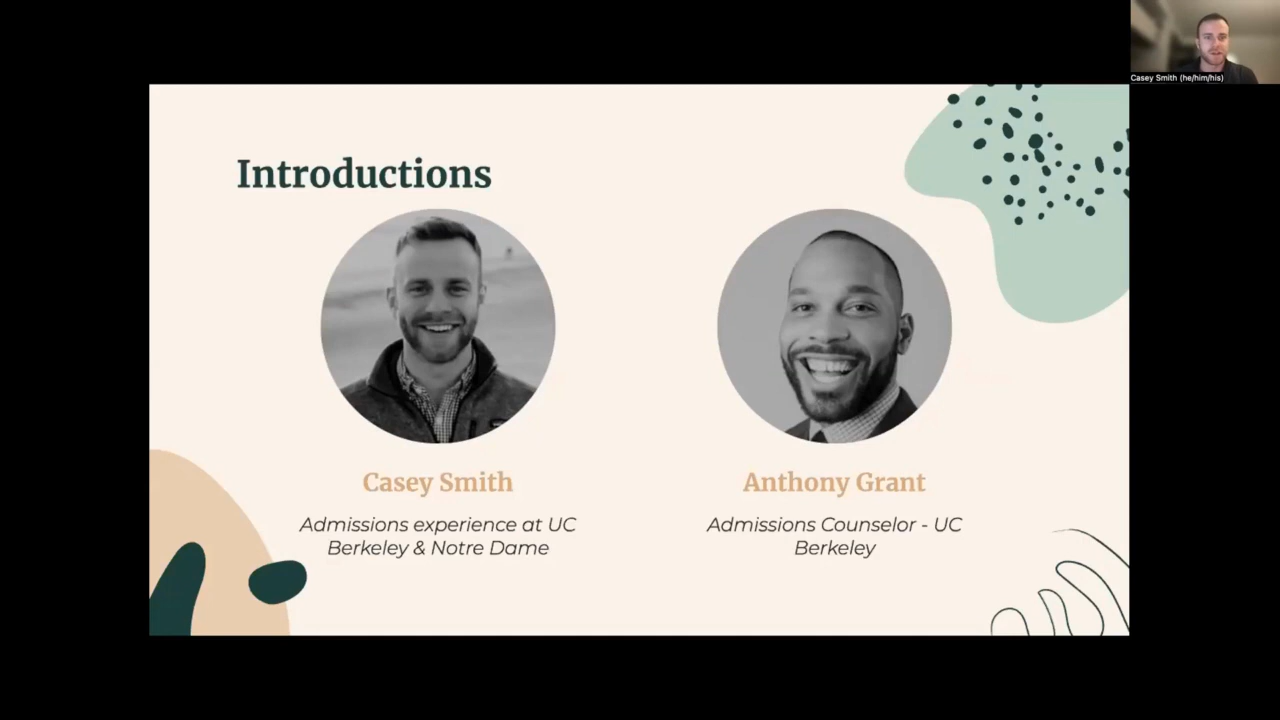 Casey Smith (he/him/his)
Introductions
Casey Smith
Admissions experience at UC
Berkeley & Notre Dame
Anthony Grant
Admissions Counselor - UC
Berkeley